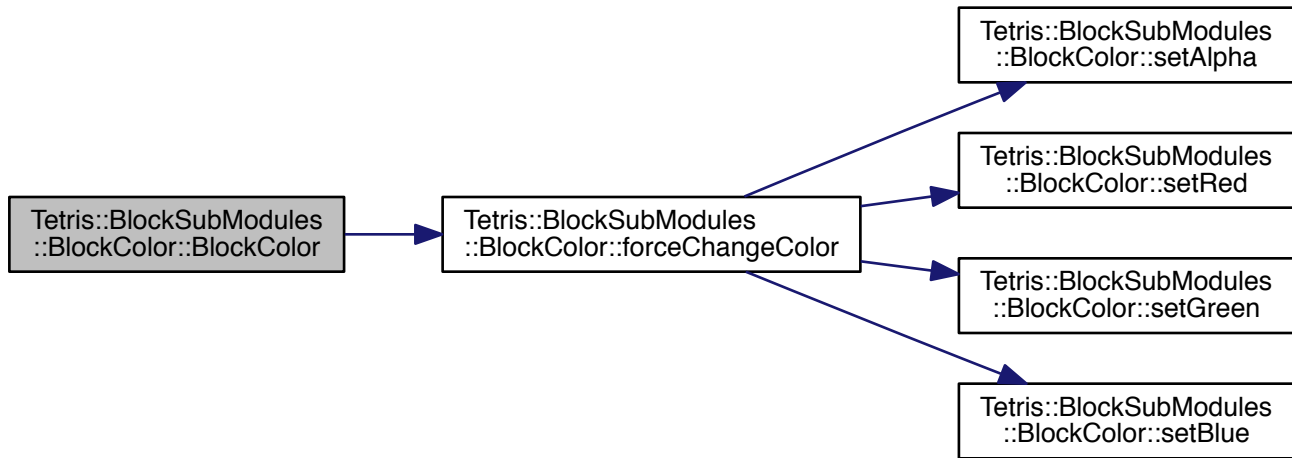 Tetris::BlockSubModules
::BlockColor::BlockColor
Tetris::BlockSubModules
::BlockColor::forceChangeColor
Tetris::BlockSubModules
::BlockColor::setAlpha
Tetris::BlockSubModules
::BlockColor::setRed
Tetris::BlockSubModules
::BlockColor::setGreen
Tetris::BlockSubModules
::BlockColor::setBlue